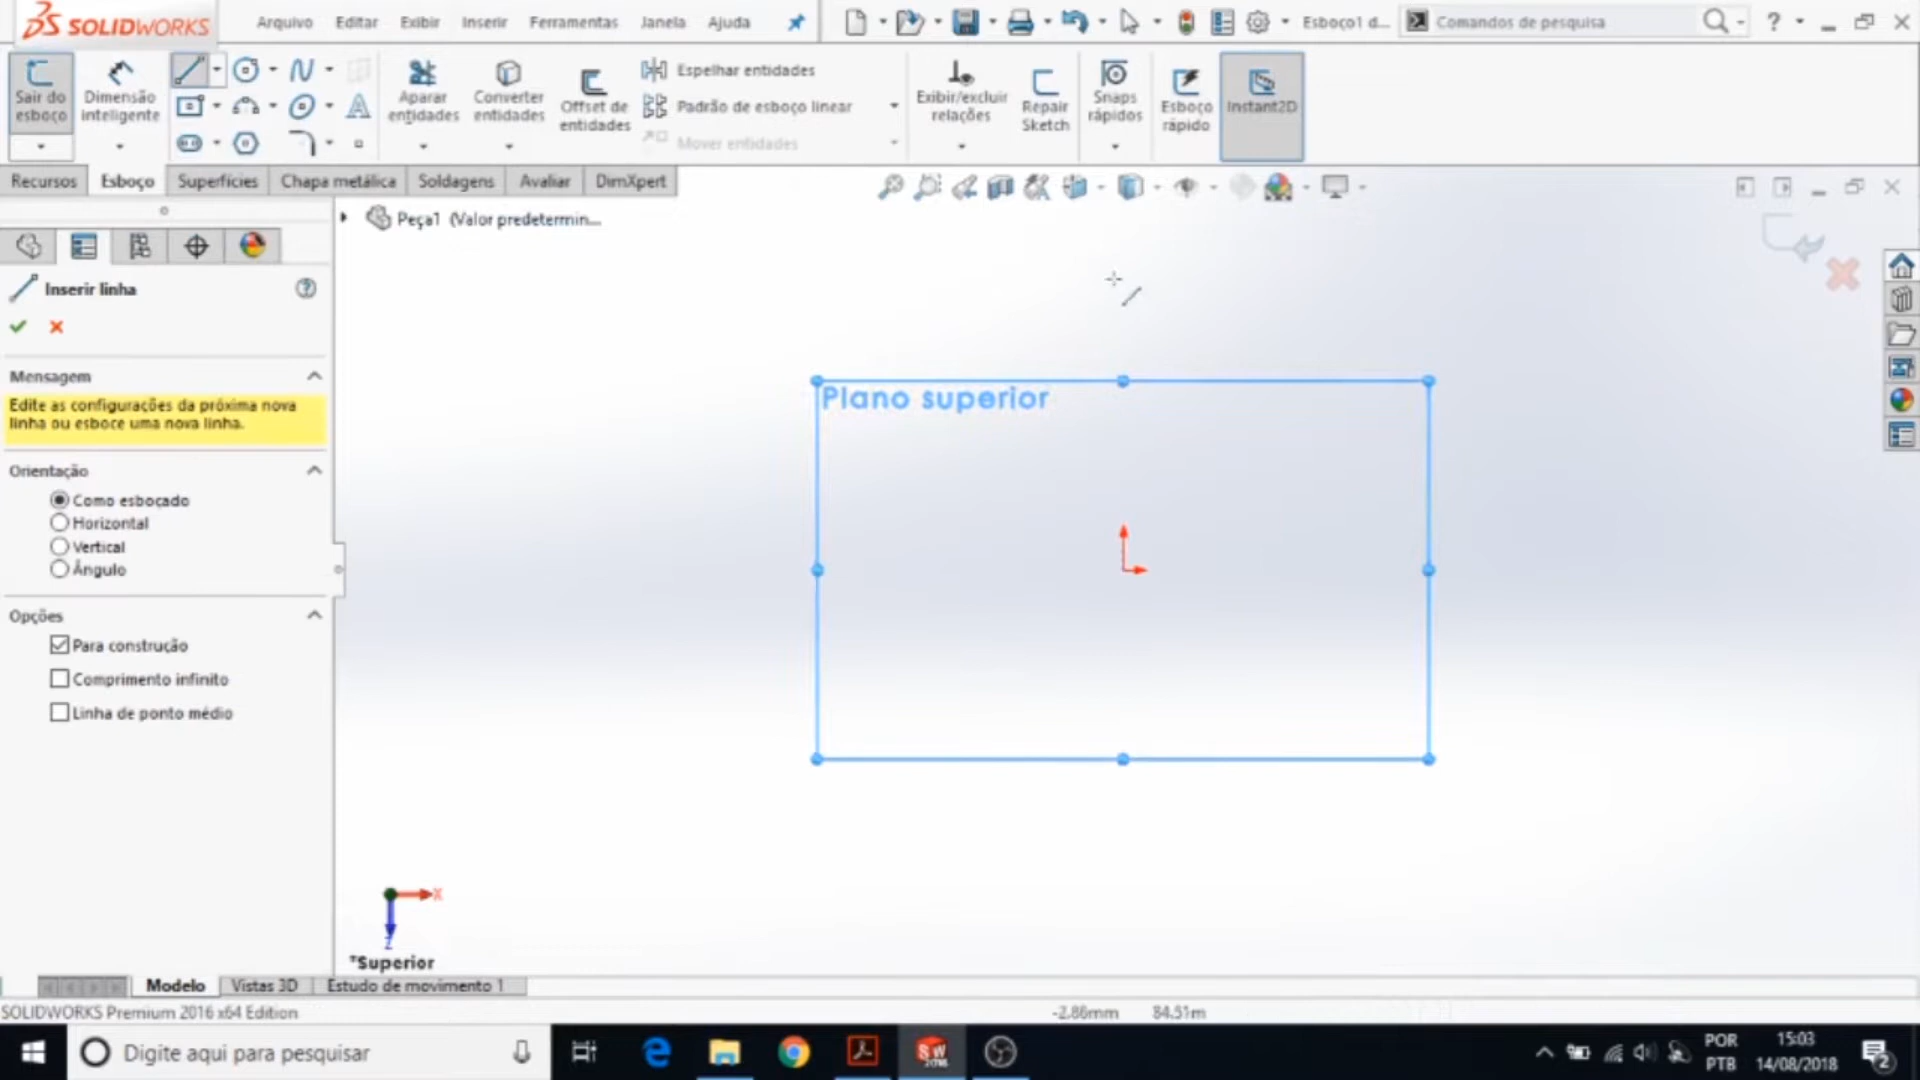 SOLIDWORKS
Arquivo Editar Exibir Inserir Ferramentas Janela Ajuda
Esboço1 d...
Comandos de pesquisa
Sair do esboço
Dimensão inteligente
Aparar entidades
Converter entidades
Offset de entidades
Espelhar entidades
Padrão de esboço linear
Mover entidades
Exibir/excluir relações
Repair Sketch
Snaps rápidos
Esboço rápido
Instant2D
Recursos Esboço Superfícies Chapa metálica Soldagens Avaliar DimXpert
Peça1 (Valor predetermin...
Inserir linha
Mensagem
Edite as configurações da próxima nova
linha ou esboce uma nova linha.
Orientação
Como esboçado
Horizontal
Vertical
Ângulo
Opções
Para construção
Comprimento infinito
Linha de ponto médio
Plano superior
X
Z
*Superior
Modelo Vistas 3D Estudo de movimento 1
SOLIDWORKS Premium 2016 x64 Edition
-2.86mm 84.51m
Digite aqui para pesquisar
SW
2016
POR
PTB
15:03
14/08/2018
2